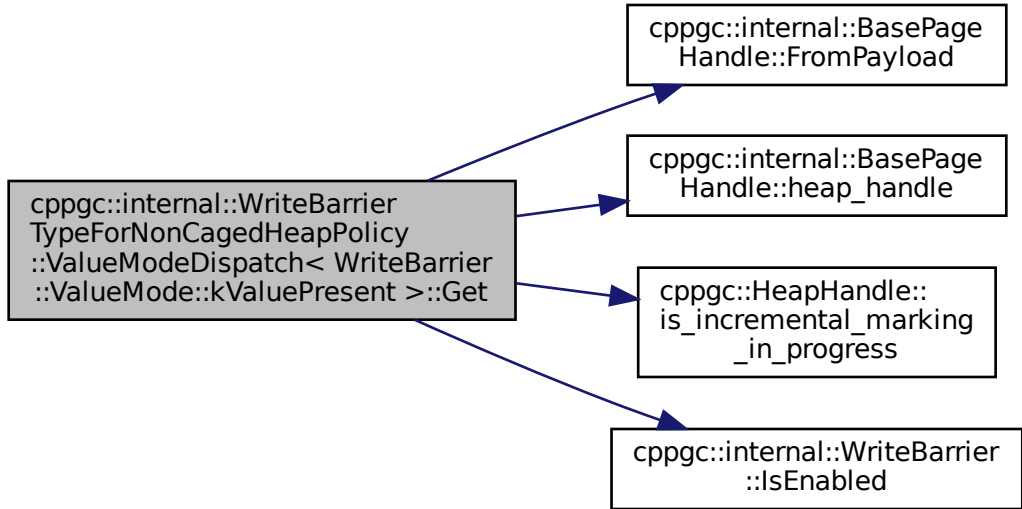 cppgc::internal::BasePage
Handle::FromPayload
cppgc::internal::BasePage
Handle::heap_handle
cppgc::internal::WriteBarrier
TypeForNonCagedHeapPolicy
::ValueModeDispatch< WriteBarrier
::ValueMode::kValuePresent >::Get
cppgc::HeapHandle::
is_incremental_marking
_in_progress
cppgc::internal::WriteBarrier
::IsEnabled